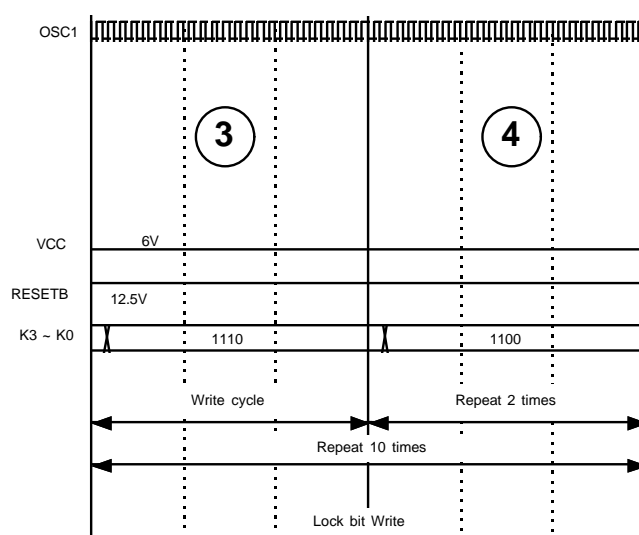 OSC1
3
4
VCC
6V
RESETB
12.5V
K3 ~ K0
1110
1100
Write cycle
Repeat 2 times
Repeat 10 times
Lock bit Write